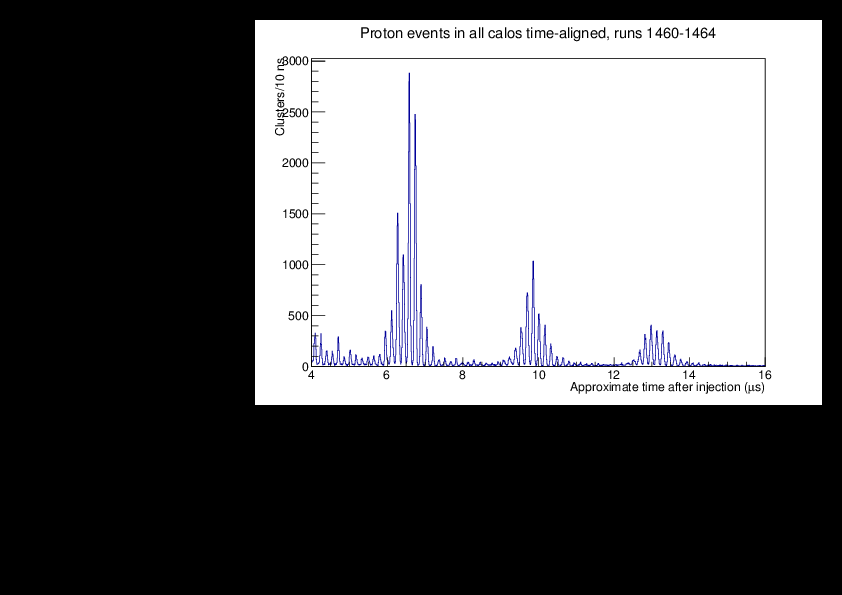 Proton events in all calos time-aligned, runs 1460-1464
Clusters/10 ns
3000
2500
2000
1500
1000
500
0
4 6 8 10 12 14 16
Approximate time after injection (μs)